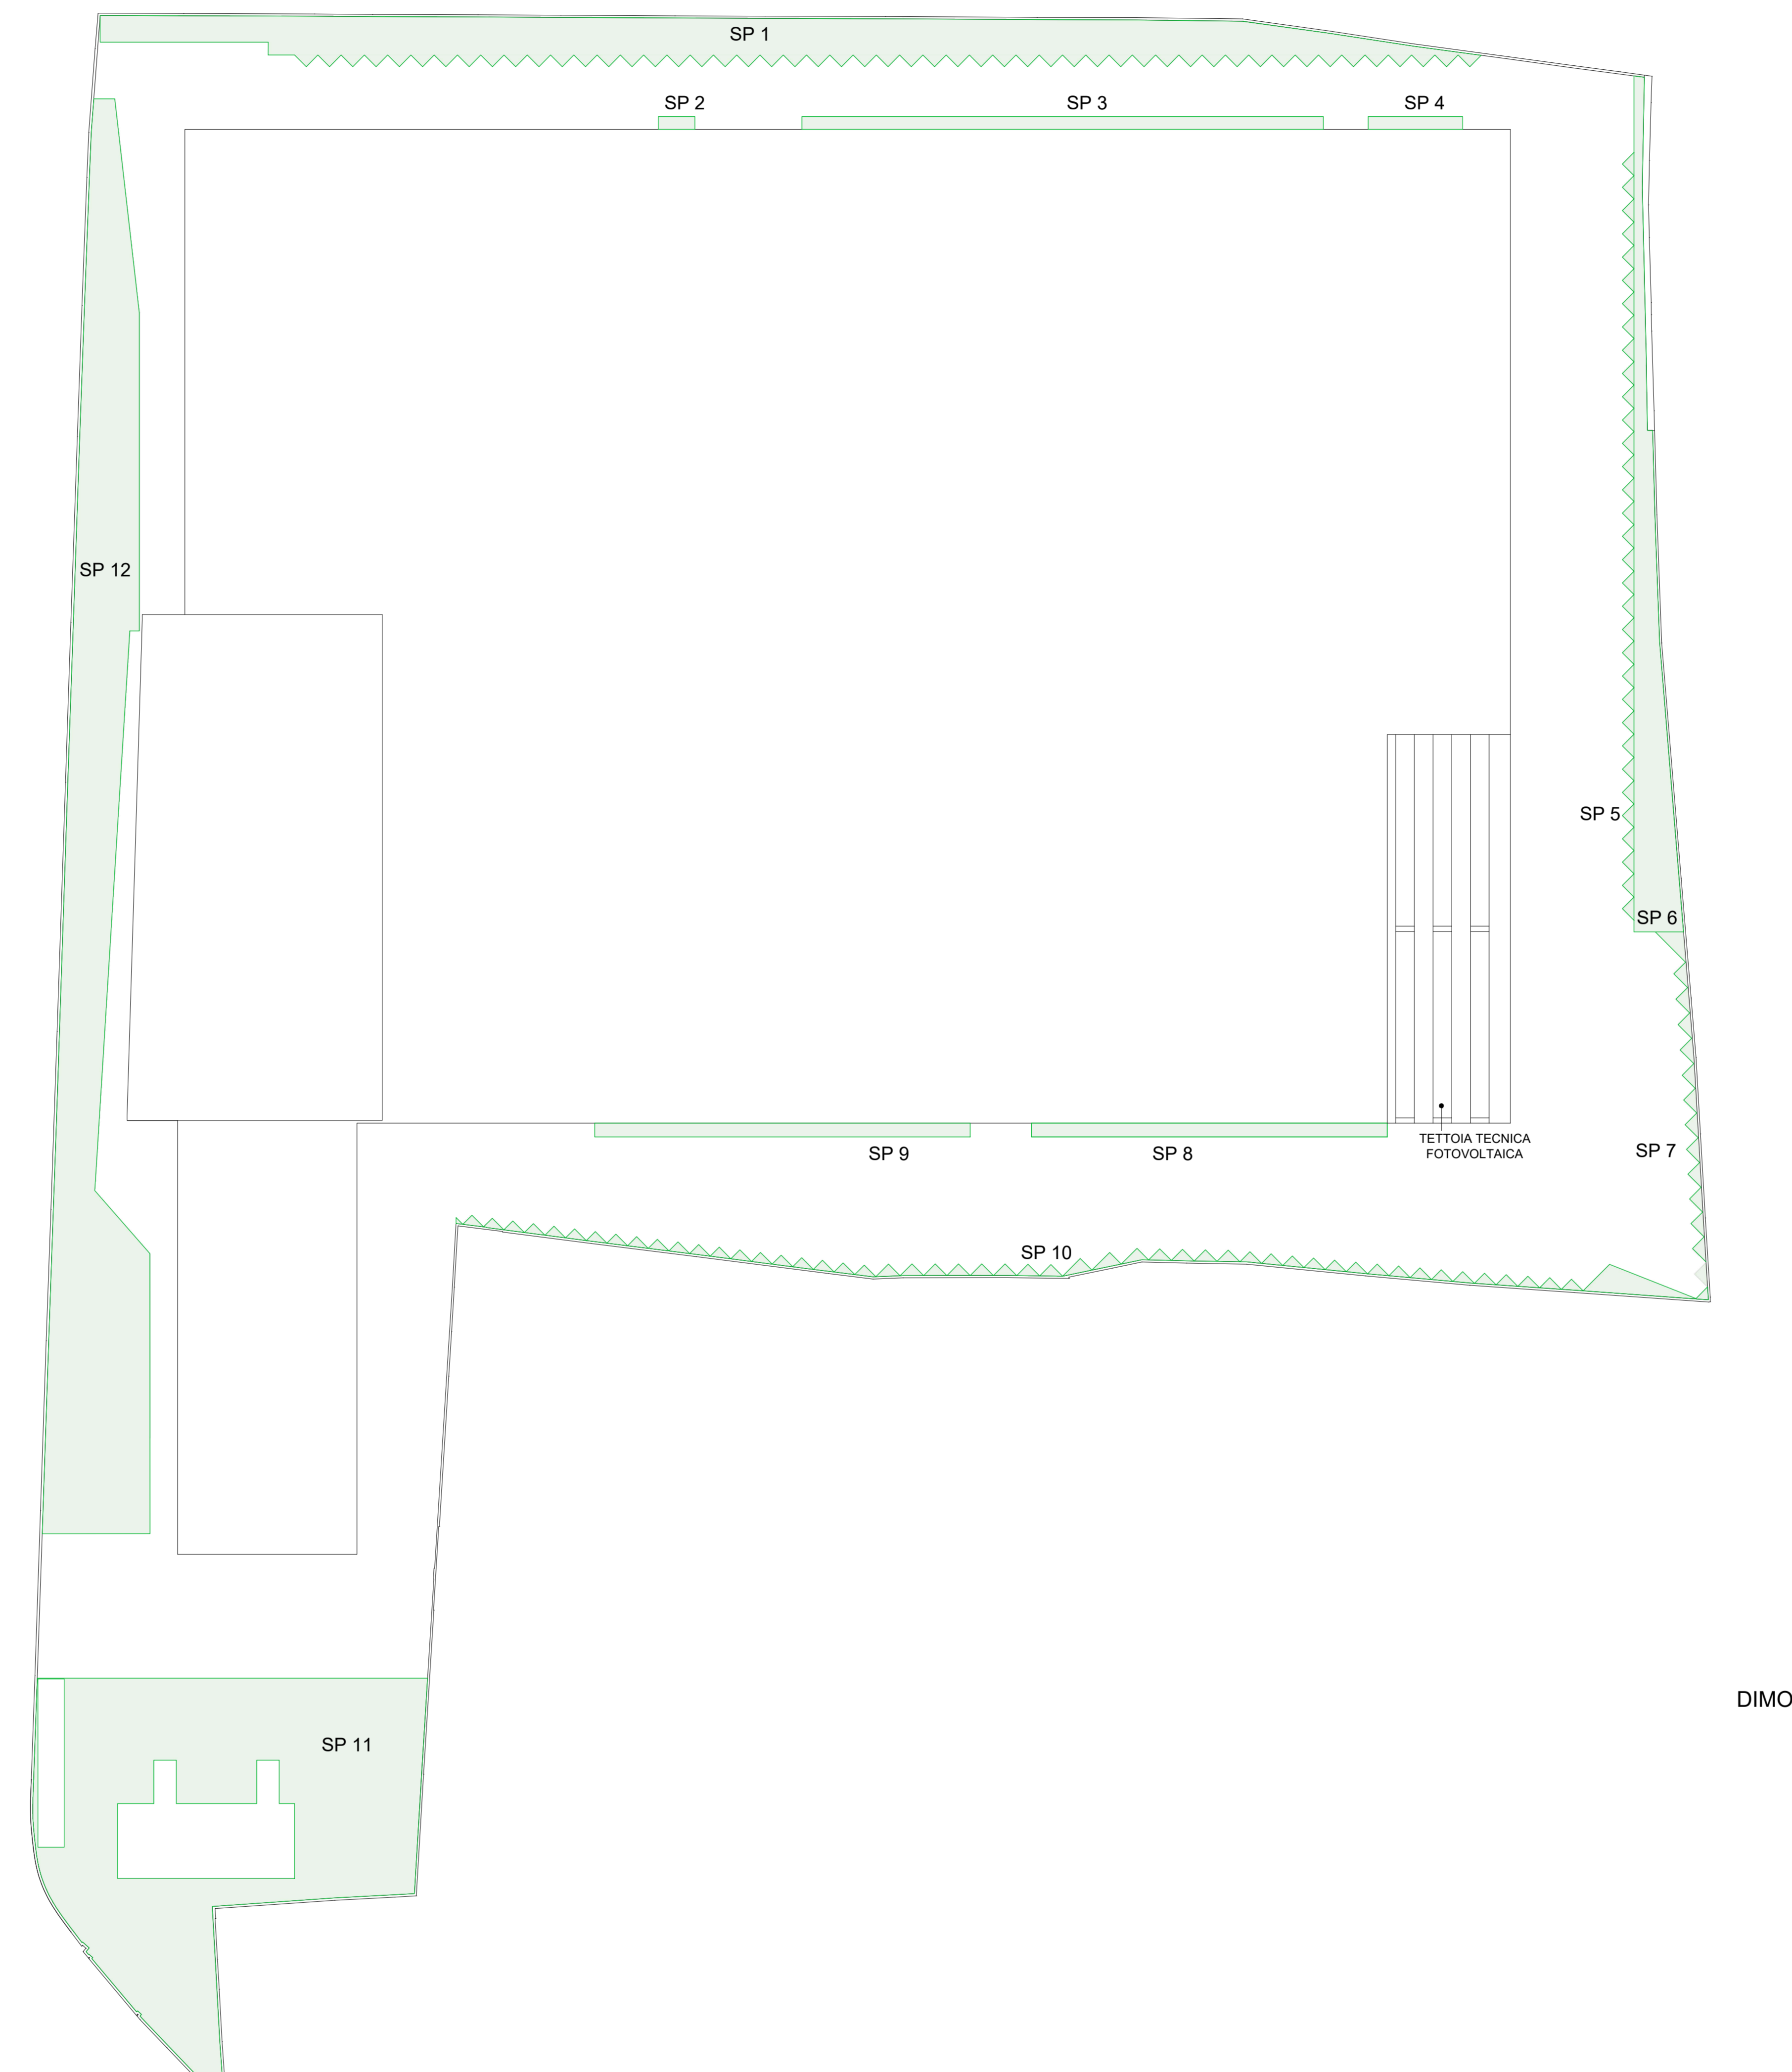 SP 1
SP 2
SP 3
SP 4
SP 12
SP 5
SP 6
TETTOIA TECNICA
FOTOVOLTAICA
SP 7
SP 9
SP 8
SP 10
DIMO
SP 11